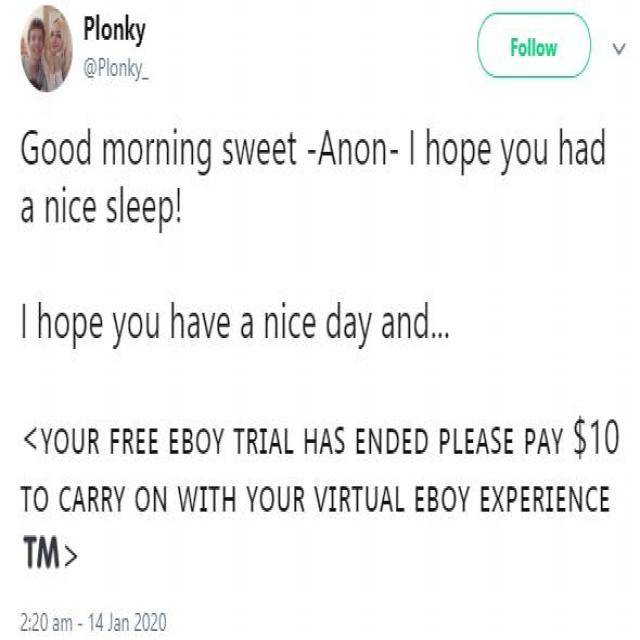 Plonky
@Plonky_
Follow
Good morning sweet -Anon- I hope you had
a nice sleep!
I hope you have a nice day and...
<YOUR FREE EBOY TRIAL HAS ENDED PLEASE PAY $10
TO CARRY ON WITH YOUR VIRTUAL EBOY EXPERIENCE
TM>
2:20 am - 14 Jan 2020